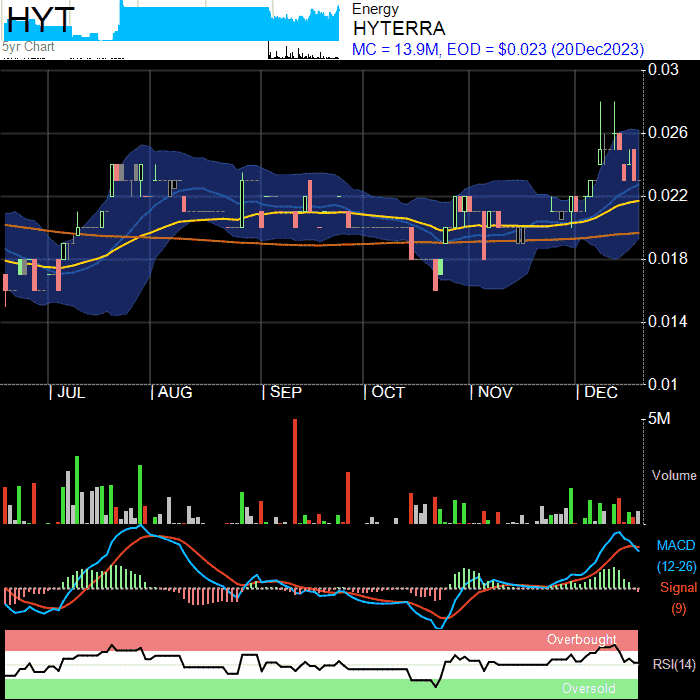 HYT
5yr Chart
Energy
HYTERRA
MC = 13.9M, EOD = $0.023 (20Dec2023)
0.03
0.026
0.022
0.018
0.014
0.01
JUL AUG SEP OCT NOV DEC
5M
Volume
MACD
(12-26)
Signal
(9)
Overbought
RSI(14)
Oversold